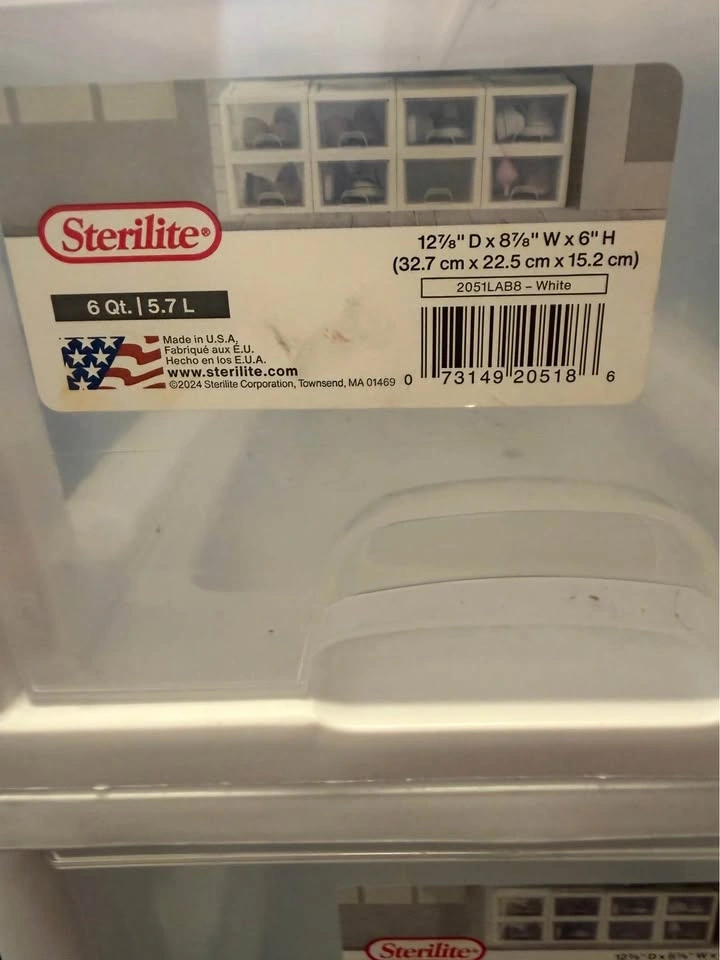 Sterilite®
12⅞" D x 8⅞" W x 6" H
(32.7 cm x 22.5 cm x 15.2 cm)
2051LAB8 – White
6 Qt. | 5.7 L
Made in U.S.A.
Fabriqué aux É.U.
Hecho en los E.U.A.
www.sterilite.com
©2024 Sterilite Corporation, Townsend, MA 01469
0 73149 20518 6
Sterilite